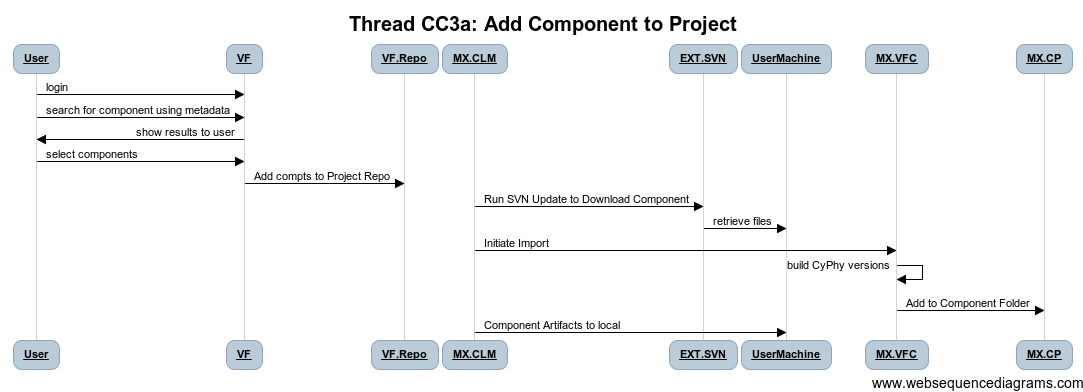 Thread CC3a: Add Component to Project
User VF VF.Repo MX.CLM EXT.SVN UserMachine MX.VFC MX.CP
login
search for component using metadata
show results to user
select components
Add compts to Project Repo
Run SVN Update to Download Component
retrieve files
Initiate Import
build CyPhy versions
Add to Component Folder
Component Artifacts to local
User VF VF.Repo MX.CLM EXT.SVN UserMachine MX.VFC MX.CP
www.websequencediagrams.com